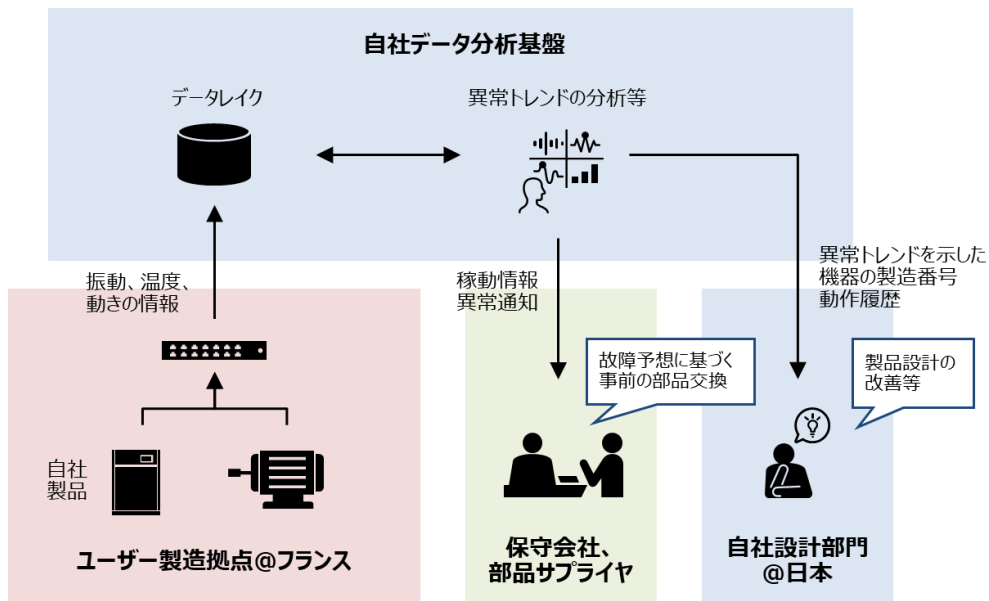 自社データ分析基盤
データレイク
異常トレンドの分析等
振動、温度、
動きの情報
稼動情報
異常通知
異常トレンドを示した
機器の製造番号
動作履歴
故障予想に基づく
事前の部品交換
製品設計の
改善等
自社
製品
ユーザー製造拠点@フランス
保守会社、
部品サプライヤ
自社設計部門
@日本